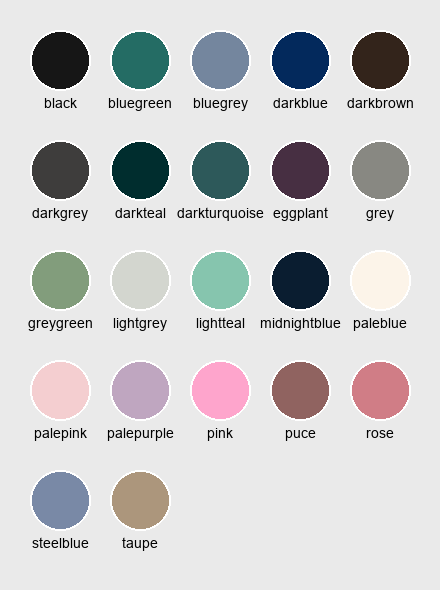 black bluegreen bluegrey darkblue darkbrown
darkgrey darkteal darkturquoise eggplant grey
greygreen lightgrey lightteal midnightblue paleblue
palepink palepurple pink puce rose
steelblue taupe